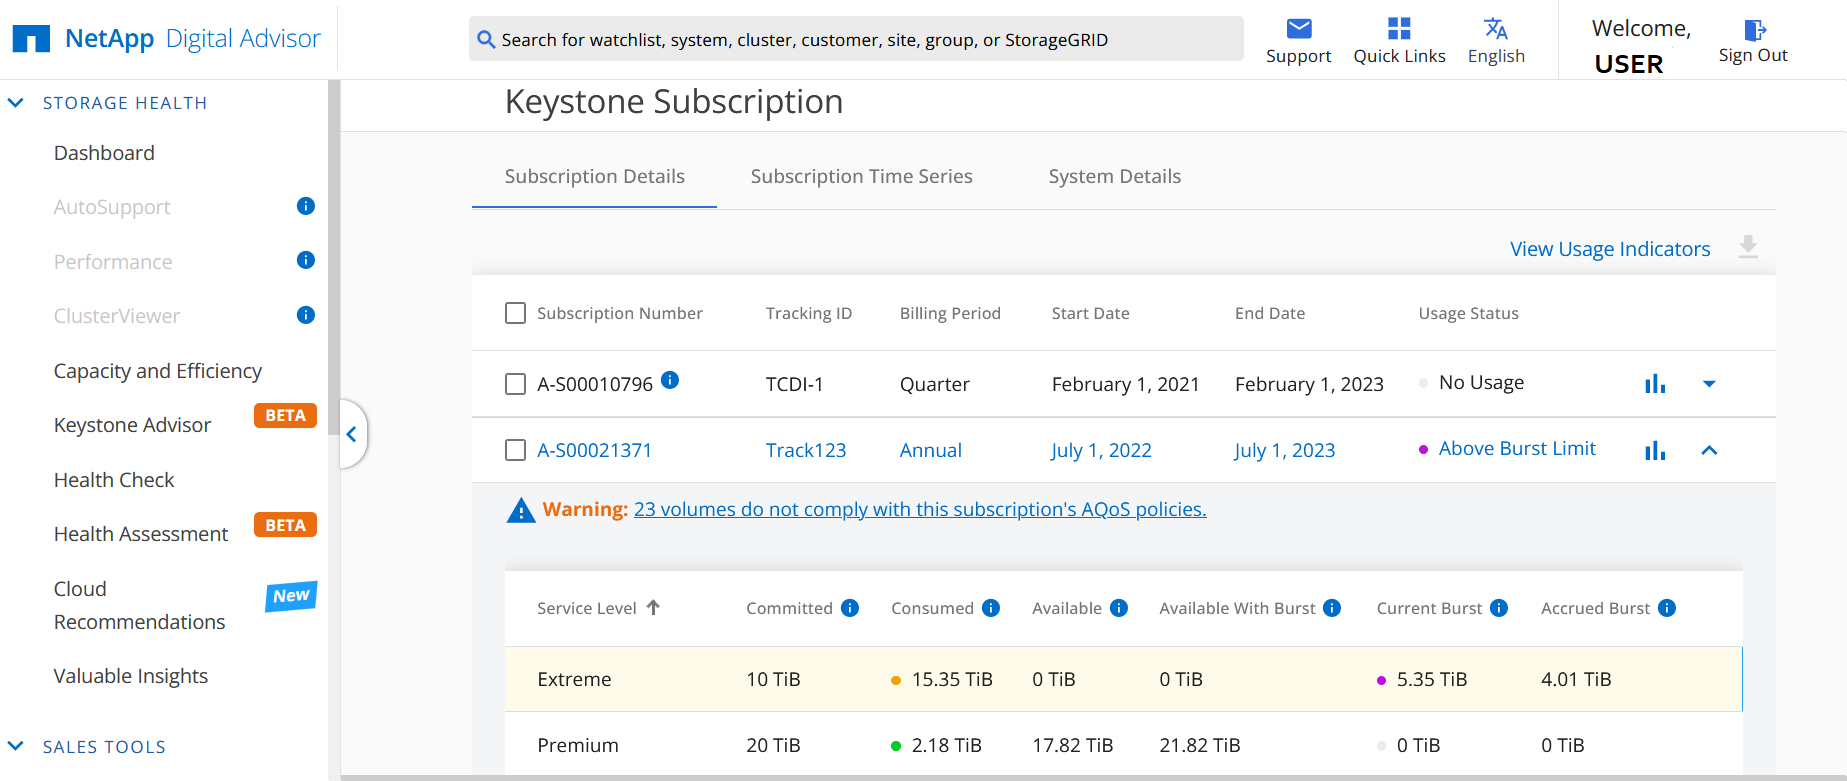 NetApp Digital Advisor
Search for watchlist, system, cluster, customer, site, group, or StorageGRID
Support
Quick Links
English
Welcome,
USER
Sign Out
STORAGE HEALTH
Dashboard
AutoSupport
Performance
ClusterViewer
Capacity and Efficiency
Keystone Advisor BETA
Health Check
Health Assessment BETA
Cloud
Recommendations
New
Valuable Insights
SALES TOOLS
Keystone Subscription
Subscription Details Subscription Time Series System Details
View Usage Indicators
Subscription Number Tracking ID Billing Period Start Date End Date Usage Status
A-S00010796 TCDI-1 Quarter February 1, 2021 February 1, 2023 No Usage
A-S00021371 Track123 Annual July 1, 2022 July 1, 2023 Above Burst Limit
Warning: 23 volumes do not comply with this subscription's AQoS policies.
Service Level Committed Consumed Available Available With Burst Current Burst Accrued Burst
Extreme 10 TiB 15.35 TiB 0 TiB 0 TiB 5.35 TiB 4.01 TiB
Premium 20 TiB 2.18 TiB 17.82 TiB 21.82 TiB 0 TiB 0 TiB